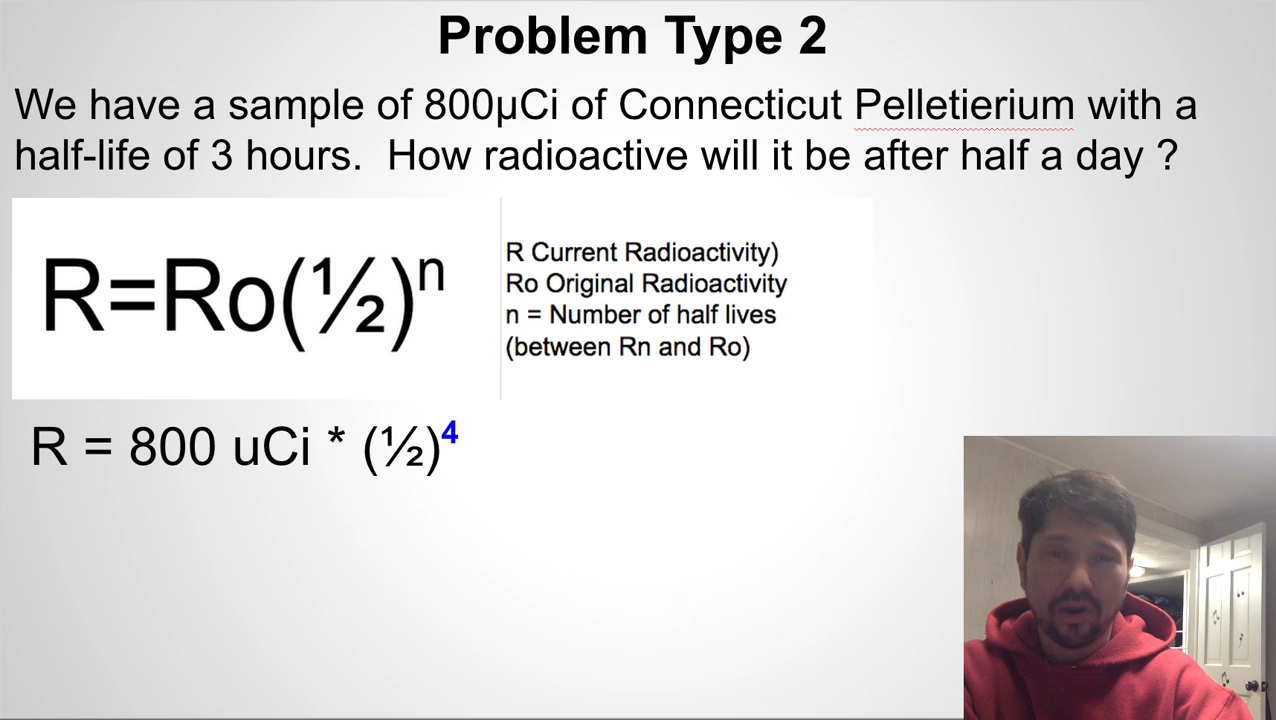 Problem Type 2
We have a sample of 800µCi of Connecticut Pelletierium with a
half-life of 3 hours.  How radioactive will it be after half a day ?
R=Ro(½)ⁿ
R Current Radioactivity)
Ro Original Radioactivity
n = Number of half lives
(between Rn and Ro)
R = 800 uCi * (½)⁴